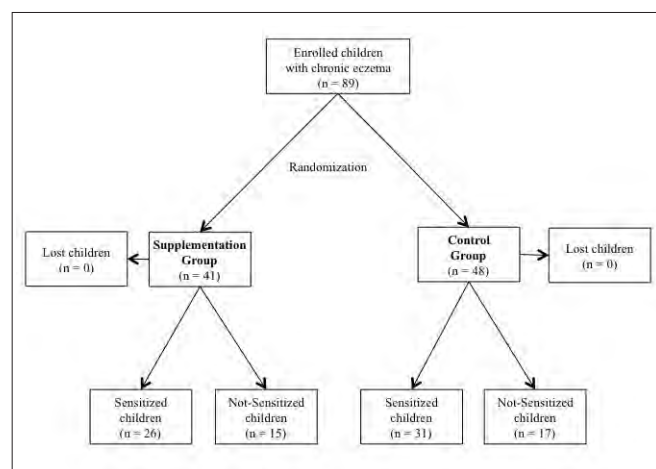 Enrolled children
with chronic eczema
(n = 89)
Randomization
Lost children
(n = 0)
Supplementation
Group
(n = 41)
Control
Group
(n = 48)
Lost children
(n = 0)
Sensitized
children
(n = 26)
Not-Sensitized
children
(n = 15)
Sensitized
children
(n = 31)
Not-Sensitized
children
(n = 17)